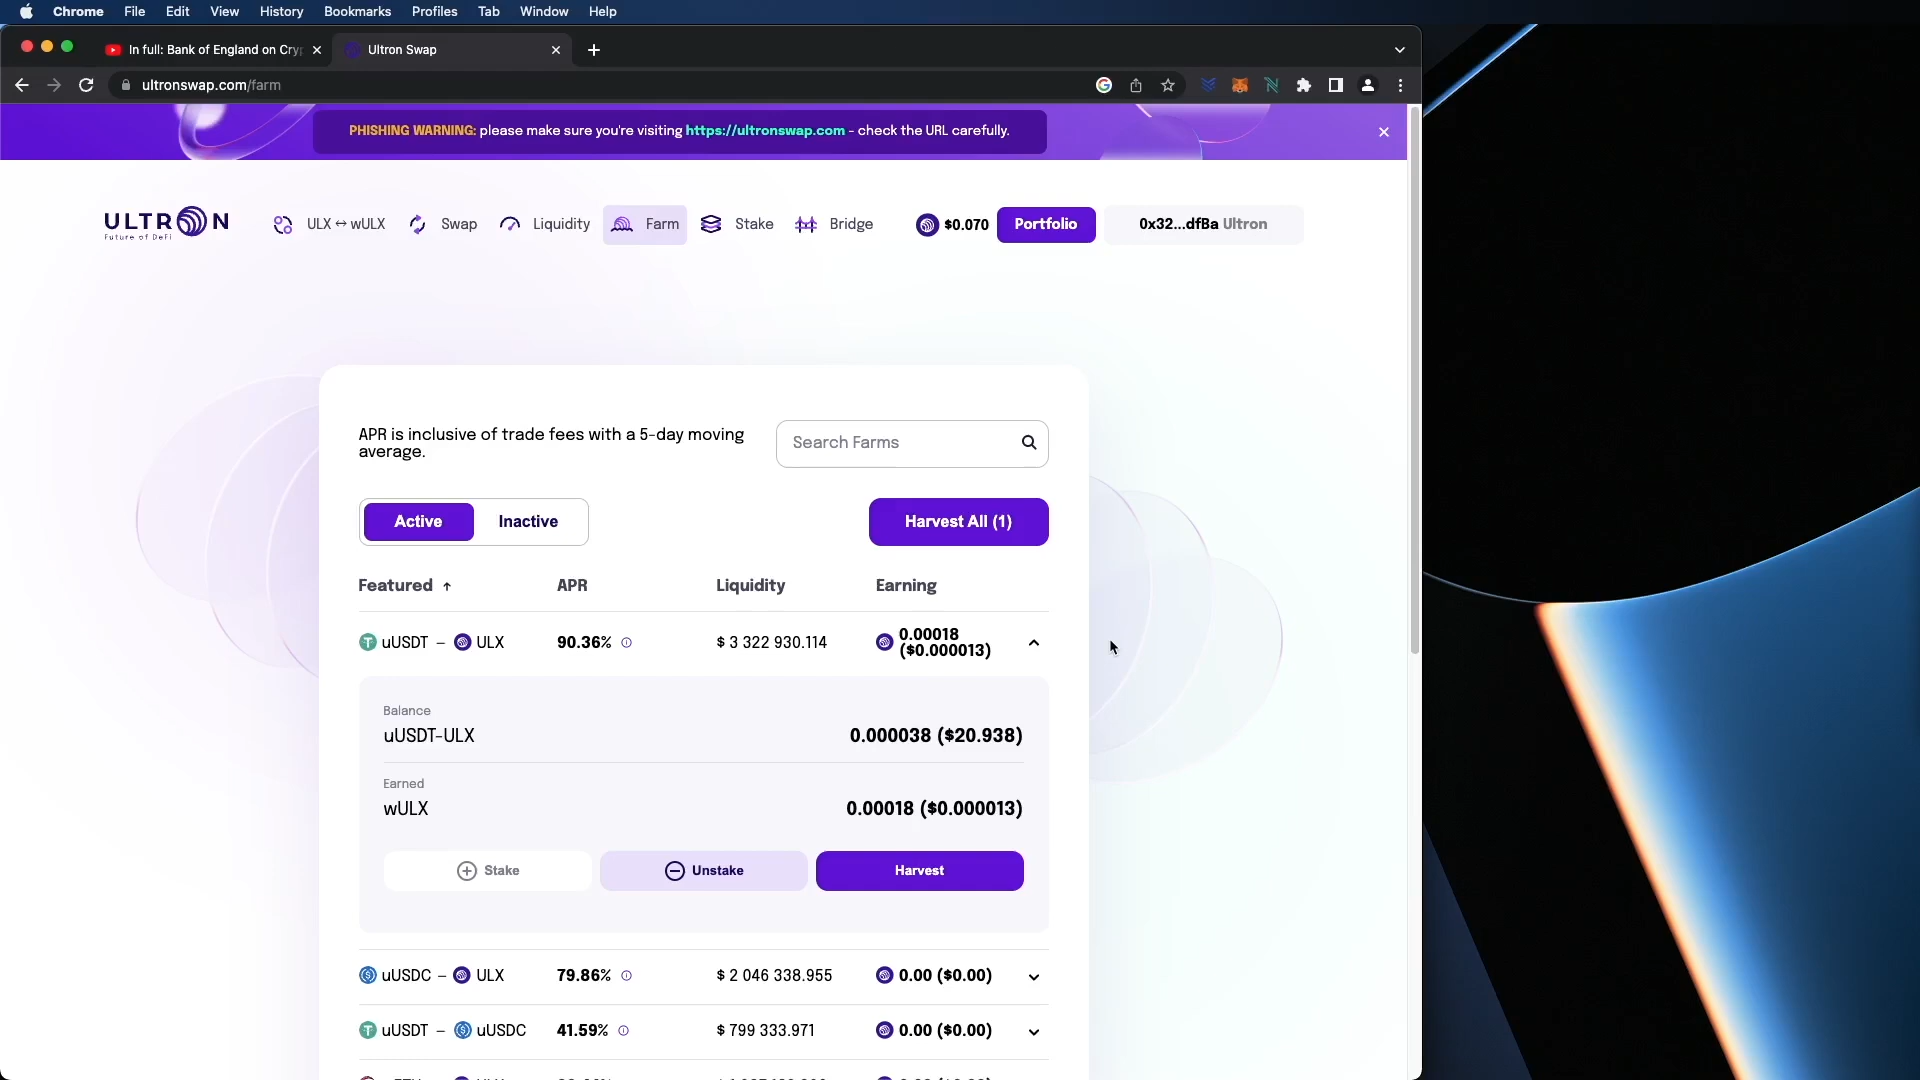 Chrome File Edit View History Bookmarks Profiles Tab Window Help
In full: Bank of England on Cry
Ultron Swap
ultronswap.com/farm
PHISHING WARNING: please make sure you're visiting https://ultronswap.com - check the URL carefully.
ULTRON
Future of DeFi
ULX ↔ wULX Swap Liquidity Farm Stake Bridge $0.070 Portfolio 0x32...dfBa Ultron
APR is inclusive of trade fees with a 5-day moving
average.
Search Farms
Active Inactive Harvest All (1)
Featured ↑ APR Liquidity Earning
uUSDT – ULX 90.36% $ 3 322 930.114 0.00018
($0.000013)
Balance
uUSDT-ULX 0.000038 ($20.938)
Earned
wULX 0.00018 ($0.000013)
Stake Unstake Harvest
uUSDC – ULX 79.86% $ 2 046 338.955 0.00 ($0.00)
uUSDT – uUSDC 41.59% $ 799 333.971 0.00 ($0.00)